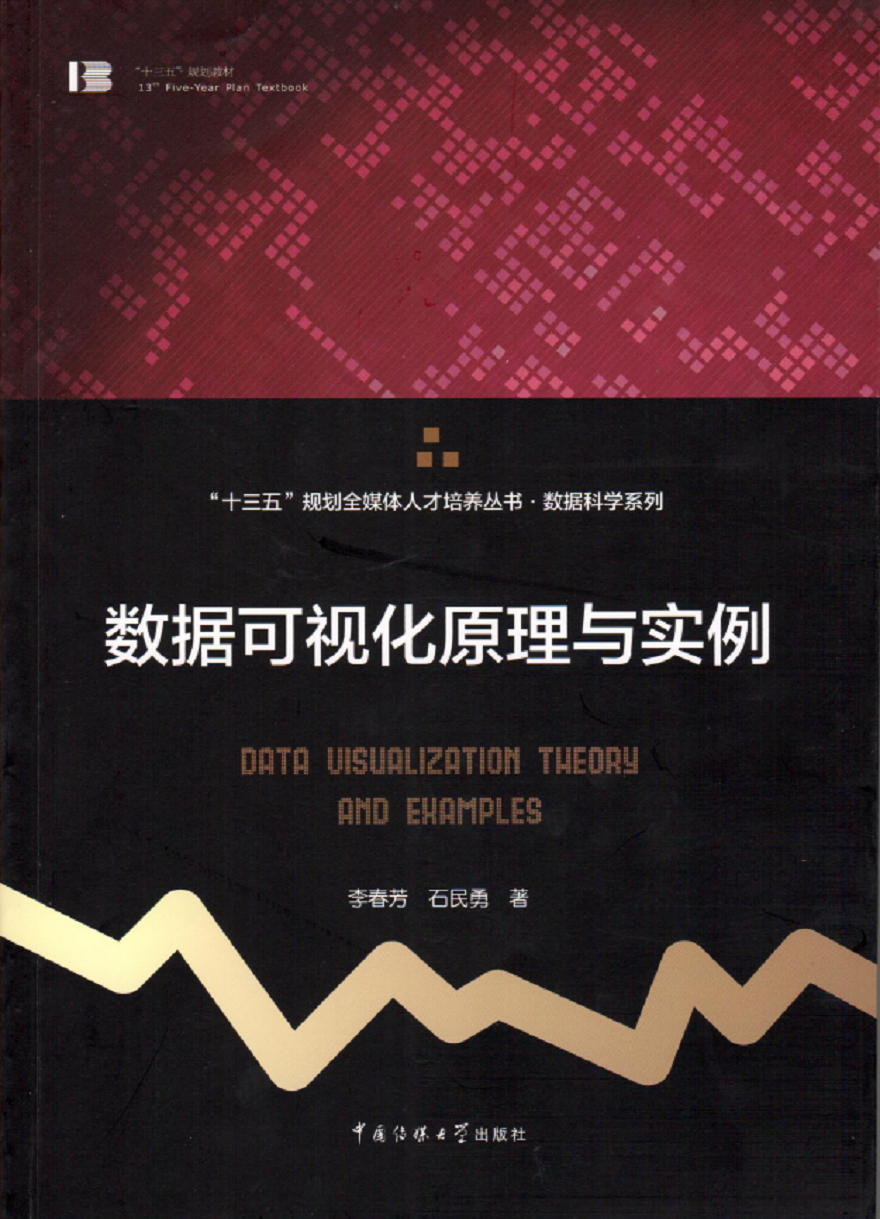 “十三五”规划教材
13th Five-Year Plan Textbook
“十三五”规划全媒体人才培养丛书·数据科学系列
数据可视化原理与实例
DATA VISUALIZATION THEORY
AND EXAMPLES
李春芳 石民勇 著
中国传媒大学出版社